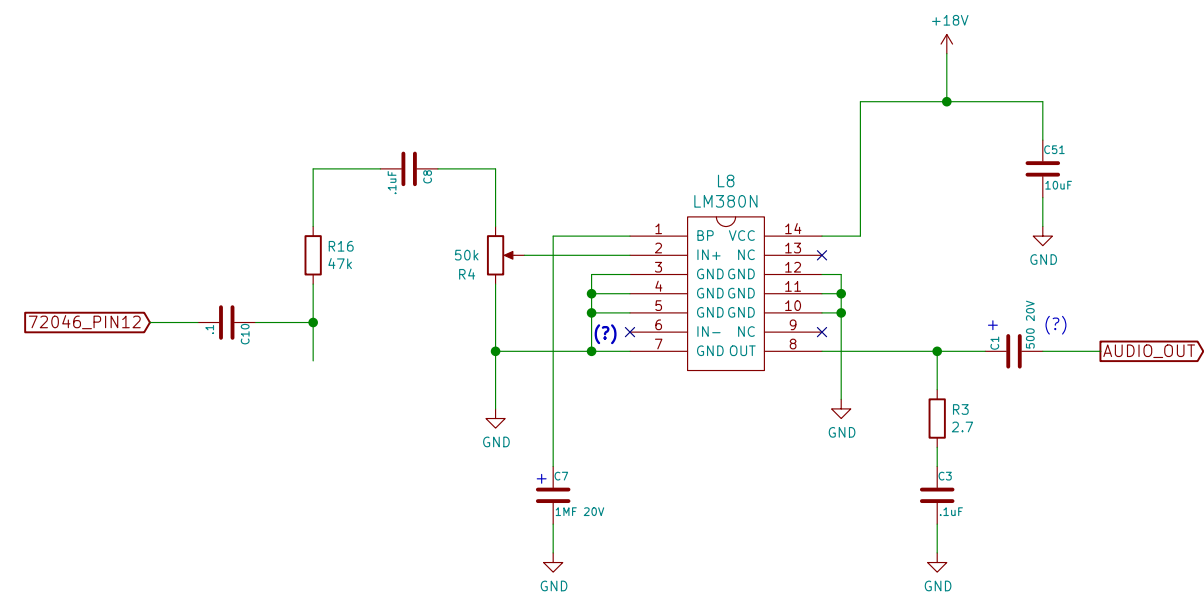 +18V
C51
10uF
GND
.1uF
C8
R16
47k
50k
R4
72046_PIN12
.1
C10
L8
LM380N
1 BP VCC 14
2 IN+ NC 13
3 GND GND 12
4 GND GND 11
5 GND GND 10
(?) 6 IN- NC 9
7 GND OUT 8
GND
GND
+ C7
1MF 20V
GND
+
C1
500 20V
(?)
AUDIO_OUT
R3
2.7
C3
.1uF
GND